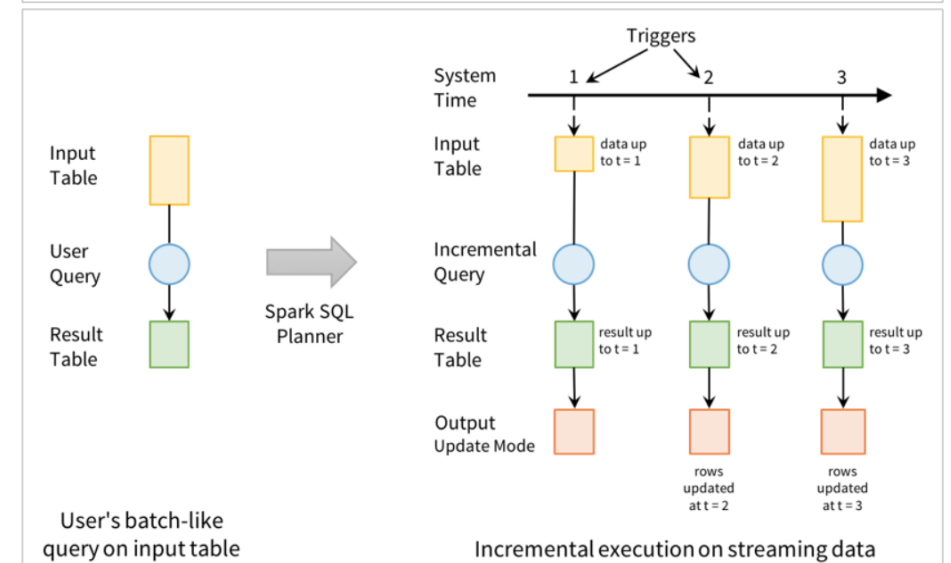 Triggers
System
Time
1
2
3
Input
Table
Input
Table
data up
to t = 1
data up
to t = 2
data up
to t = 3
User
Query
Spark SQL
Planner
Incremental
Query
Result
Table
Result
Table
result up
to t = 1
result up
to t = 2
result up
to t = 3
Output
Update Mode
rows
updated
at t = 2
rows
updated
at t = 3
User's batch-like
query on input table
Incremental execution on streaming data